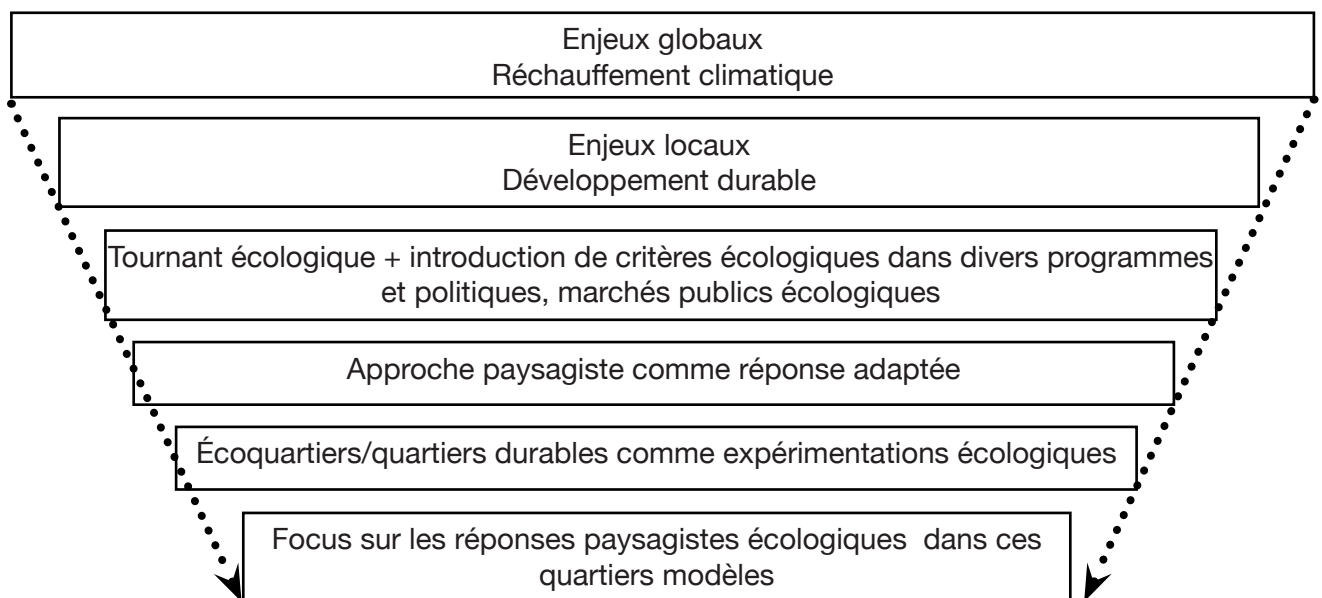 Enjeux globaux
Réchauffement climatique
Enjeux locaux
Développement durable
Tournant écologique + introduction de critères écologiques dans divers programmes
et politiques, marchés publics écologiques
Approche paysagiste comme réponse adaptée
Écoquartiers/quartiers durables comme expérimentations écologiques
Focus sur les réponses paysagistes écologiques  dans ces
quartiers modèles